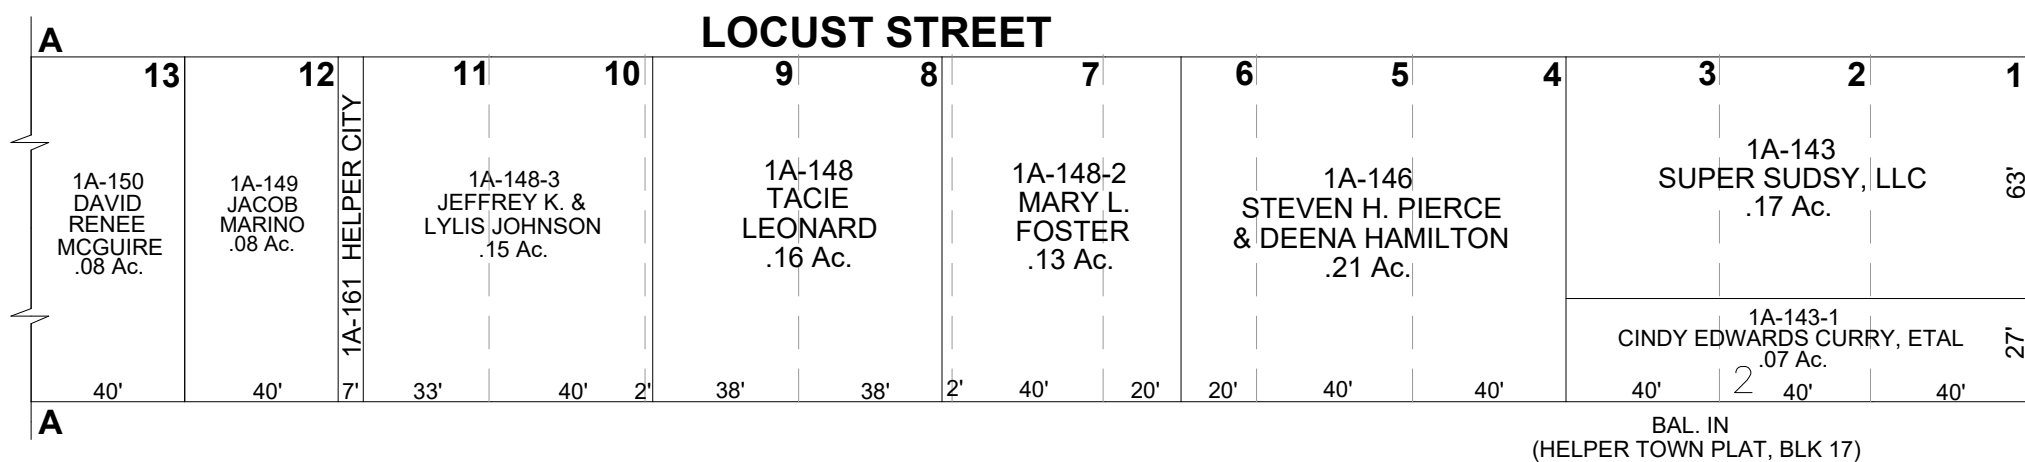 LOCUST STREET
A
13
12
11
10
9
8
7
6
5
4
3
2
1
1A-150
DAVID
RENEE
MCGUIRE
.08 Ac.
1A-149
JACOB
MARINO
.08 Ac.
1A-161 HELPER CITY
1A-148-3
JEFFREY K. &
LYLIS JOHNSON
.15 Ac.
1A-148
TACIE
LEONARD
.16 Ac.
1A-148-2
MARY L.
FOSTER
.13 Ac.
1A-146
STEVEN H. PIERCE
& DEENA HAMILTON
.21 Ac.
1A-143
SUPER SUDSY, LLC
.17 Ac.
63'
1A-143-1
CINDY EDWARDS CURRY, ETAL
.07 Ac.
27'
2
40'
40'
7'
33'
40'
2'
38'
38'
2'
40'
20'
20'
40'
40'
40'
40'
40'
A
BAL. IN
(HELPER TOWN PLAT, BLK 17)